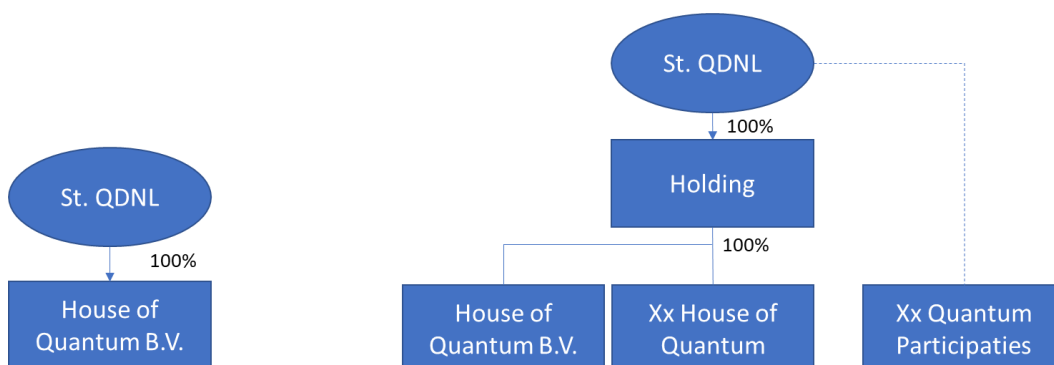 St. QDNL
100%
House of
Quantum B.V.
St. QDNL
100%
Holding
100%
House of
Quantum B.V.
Xx House of
Quantum
Xx Quantum
Participaties